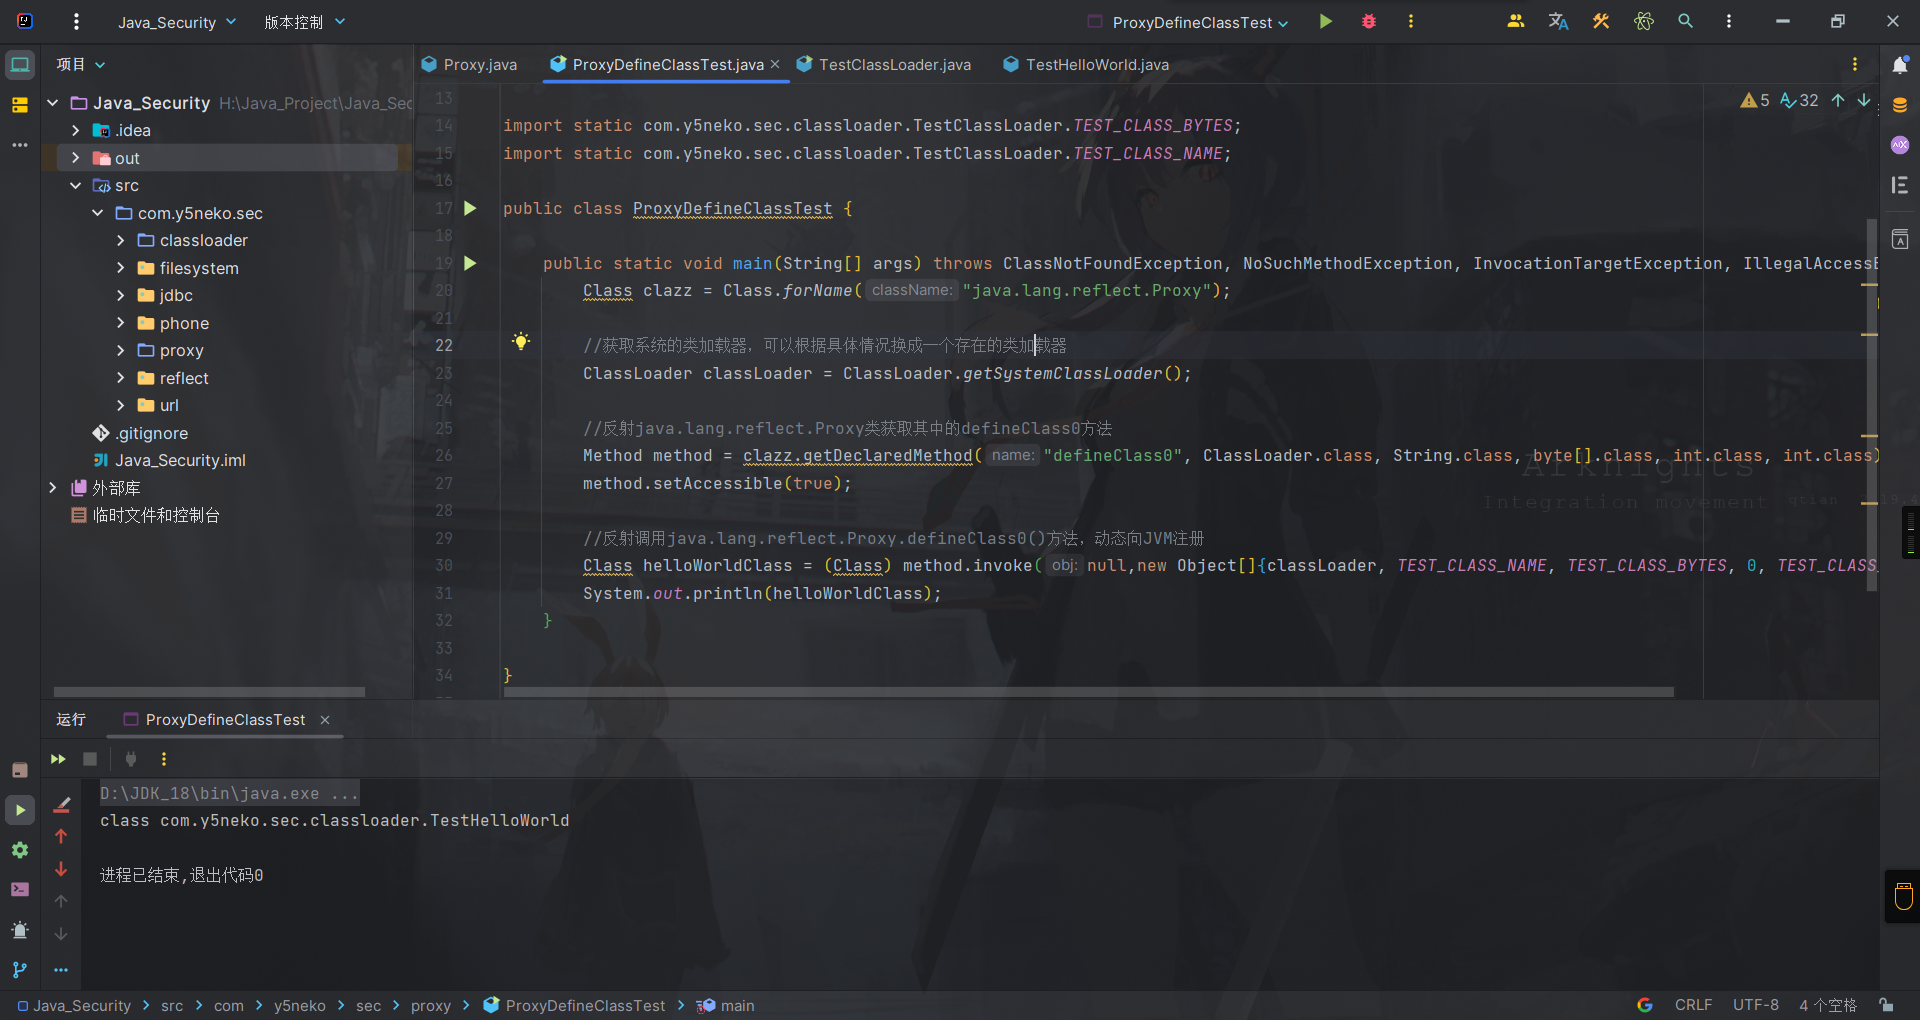 Java_Security 版本控制 ProxyDefineClassTest
项目
Proxy.java ProxyDefineClassTest.java TestClassLoader.java TestHelloWorld.java
Java_Security H:\Java_Project\Java_Sec
.idea
out
src
com.y5neko.sec
classloader
filesystem
jdbc
phone
proxy
reflect
url
.gitignore
Java_Security.iml
外部库
临时文件和控制台
5 32
13
14 import static com.y5neko.sec.classloader.TestClassLoader.TEST_CLASS_BYTES;
15 import static com.y5neko.sec.classloader.TestClassLoader.TEST_CLASS_NAME;
16
17 public class ProxyDefineClassTest {
18
19 public static void main(String[] args) throws ClassNotFoundException, NoSuchMethodException, InvocationTargetException, IllegalAccessE
20 Class clazz = Class.forName( className: "java.lang.reflect.Proxy");
21
22 //获取系统的类加载器，可以根据具体情况换成一个存在的类加载器
23 ClassLoader classLoader = ClassLoader.getSystemClassLoader();
24
25 //反射java.lang.reflect.Proxy类获取其中的defineClass0方法
26 Method method = clazz.getDeclaredMethod( name: "defineClass0", ClassLoader.class, String.class, byte[].class, int.class, int.class)
27 method.setAccessible(true);
28
29 //反射调用java.lang.reflect.Proxy.defineClass0()方法，动态向JVM注册
30 Class helloWorldClass = (Class) method.invoke( obj: null,new Object[]{classLoader, TEST_CLASS_NAME, TEST_CLASS_BYTES, 0, TEST_CLASS_
31 System.out.println(helloWorldClass);
32 }
33
34 }
Arknights
Integration movement
运行 ProxyDefineClassTest
D:\JDK_18\bin\java.exe ...
class com.y5neko.sec.classloader.TestHelloWorld
进程已结束,退出代码0
Java_Security src com y5neko sec proxy ProxyDefineClassTest main CRLF UTF-8 4 个空格